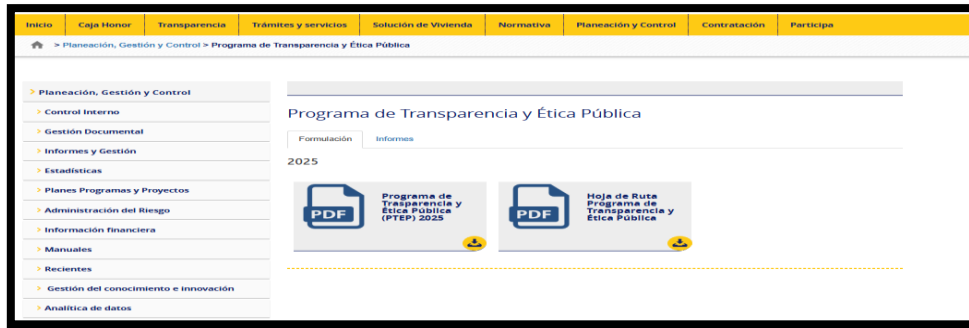 Inicio Caja Honor Transparencia Trámites y servicios Solución de Vivienda Normativa Planeación y Control Contratación Participa
> Planeación, Gestión y Control > Programa de Transparencia y Ética Pública
> Planeación, Gestión y Control
> Control Interno
> Gestión Documental
> Informes y Gestión
> Estadísticas
> Planes Programas y Proyectos
> Administración del Riesgo
> Información financiera
> Manuales
> Recientes
> Gestión del conocimiento e innovación
> Analítica de datos
Programa de Transparencia y Ética Pública
Formulación Informes
2025
PDF
Programa de
Trasparencia y
Ética Pública
(PTEP) 2025
PDF
Hoja de Ruta
Programa de
Transparencia y
Ética Pública